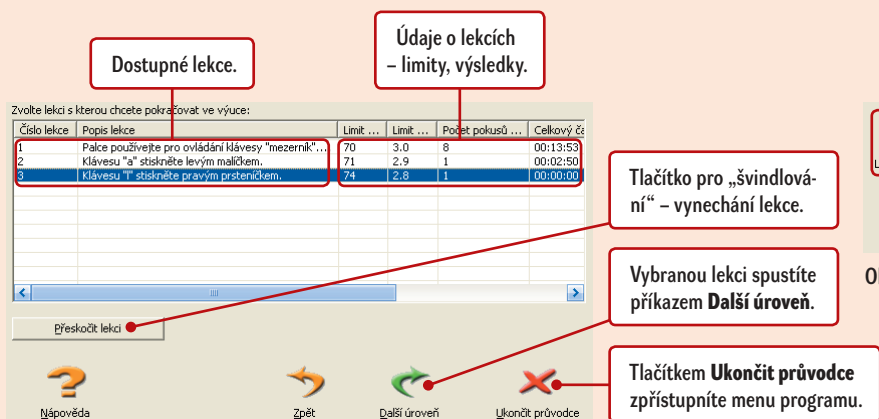 Dostupné lekce.
Údaje o lekcích
– limity, výsledky.
Zvolte lekci s kterou chcete pokračovat ve výuce:
Číslo lekce Popis lekce Limit ... Limit ... Počet pokusů ... Celkový ča
1 Palce používejte pro ovládání klávesy "mezerník"... 70 3.0 8 00:13:53
2 Klávesu "a" stiskněte levým malíčkem. 71 2.9 1 00:02:50
3 Klávesu "l" stiskněte pravým prsteníčkem. 74 2.8 1 00:00:00
Tlačítko pro „švindlová-
ní“ – vynechání lekce.
Vybranou lekci spustíte
příkazem Další úroveň.
Přeskočit lekci
Tlačítkem Ukončit průvodce
zpřístupníte menu programu.
Nápověda Zpět Další úroveň Ukončit průvodce